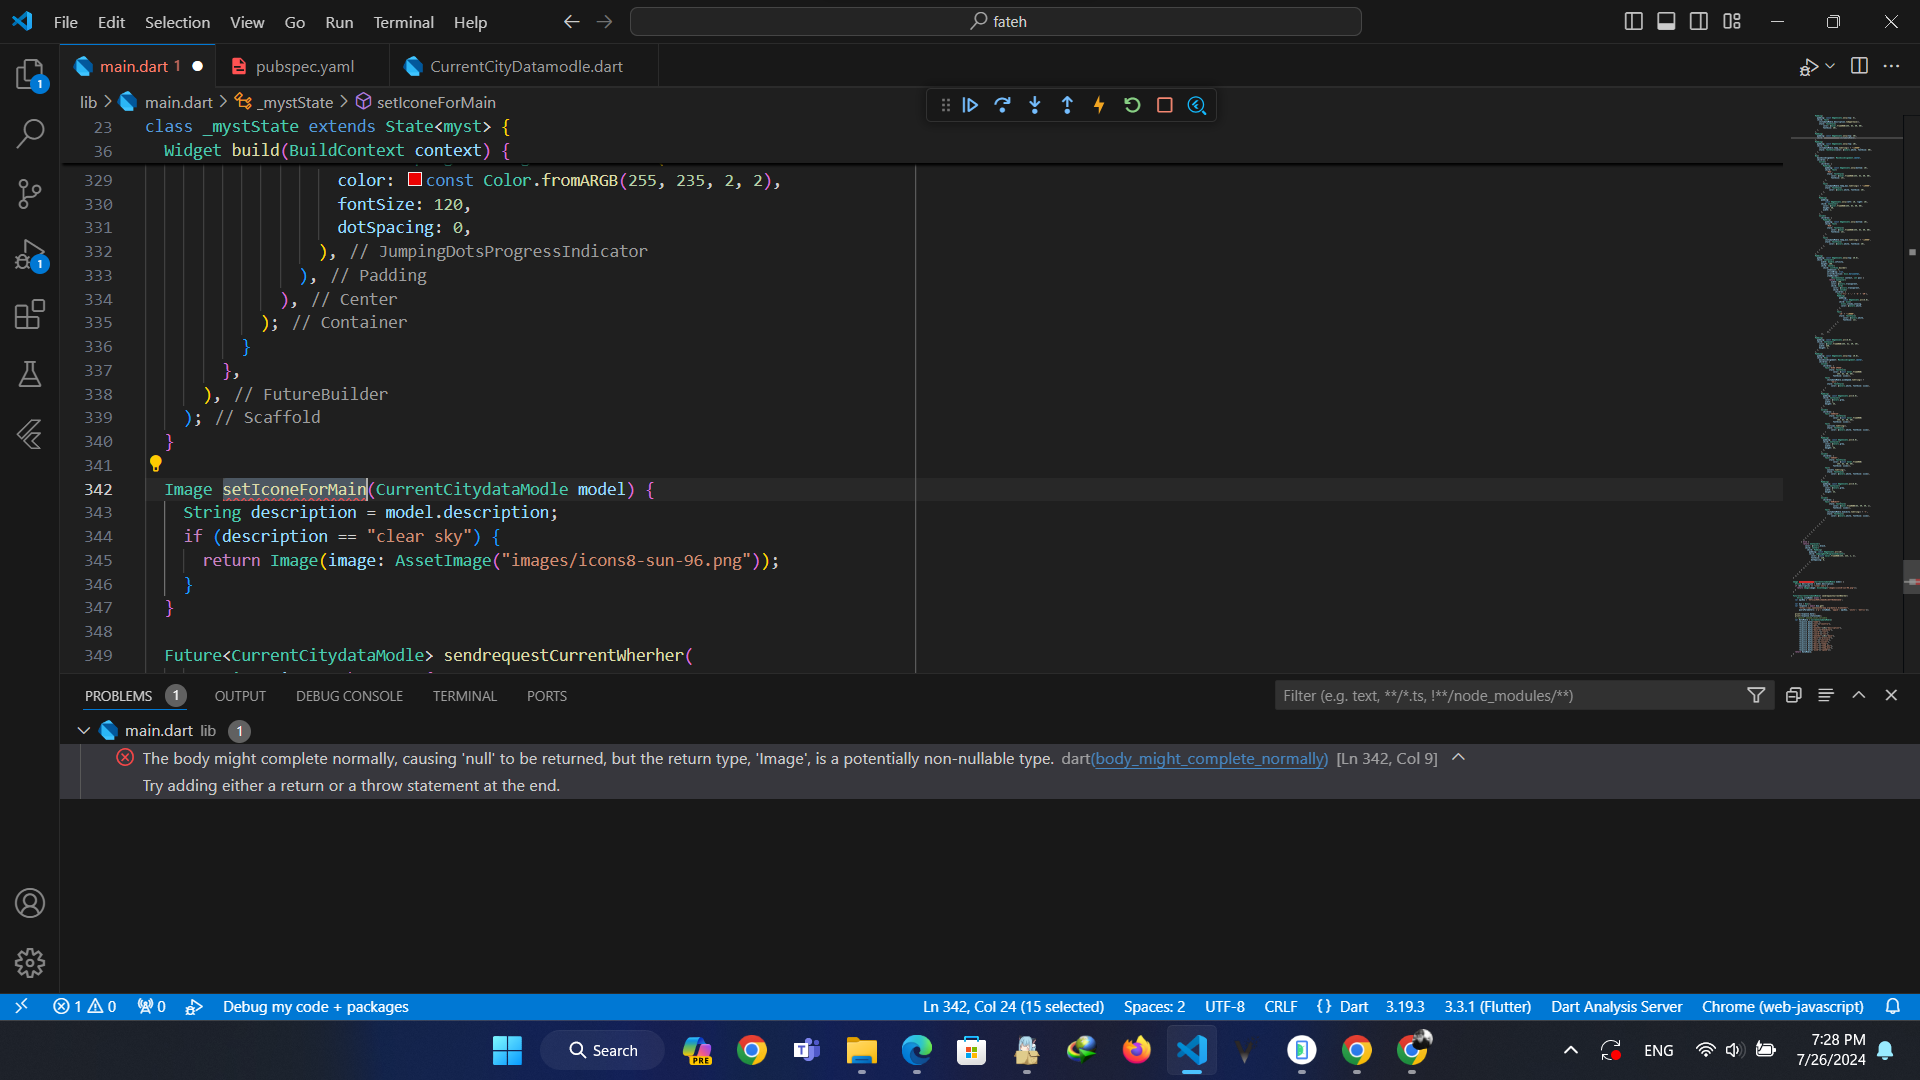 File Edit Selection View Go Run Terminal Help
fateh
main.dart 1
pubspec.yaml
CurrentCityDatamodle.dart
lib > main.dart > _mystState > setIconeForMain
23 class _mystState extends State<myst> {
36 Widget build(BuildContext context) {
329 color: const Color.fromARGB(255, 235, 2, 2),
330 fontSize: 120,
331 dotSpacing: 0,
332 ), // JumpingDotsProgressIndicator
333 ), // Padding
334 ), // Center
335 ); // Container
336 }
337 },
338 ), // FutureBuilder
339 ); // Scaffold
340 }
341
342 Image setIconeForMain(CurrentCitydataModle model) {
343 String description = model.description;
344 if (description == "clear sky") {
345 return Image(image: AssetImage("images/icons8-sun-96.png"));
346 }
347 }
348
349 Future<CurrentCitydataModle> sendrequestCurrentWherher(
PROBLEMS 1 OUTPUT DEBUG CONSOLE TERMINAL PORTS
Filter (e.g. text, **/*.ts, !**/node_modules/**)
main.dart lib 1
The body might complete normally, causing 'null' to be returned, but the return type, 'Image', is a potentially non-nullable type. dart(body_might_complete_normally) [Ln 342, Col 9]
Try adding either a return or a throw statement at the end.
1 0 0 Debug my code + packages
Ln 342, Col 24 (15 selected) Spaces: 2 UTF-8 CRLF {} Dart 3.19.3 3.3.1 (Flutter) Dart Analysis Server Chrome (web-javascript)
Search
PRE
ENG
7:28 PM
7/26/2024